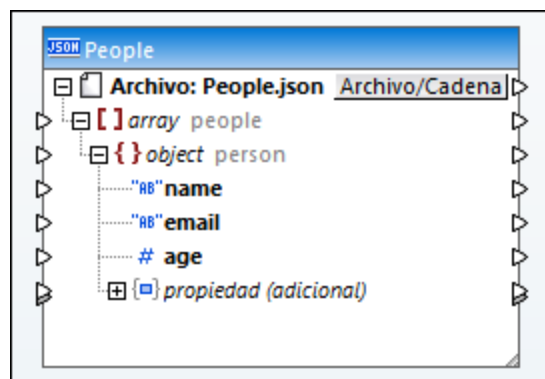 JSON People
Archivo: People.json Archivo/Cadena
[ ] array people
{ } object person
"AB" name
"AB" email
# age
{ } propiedad (adicional)